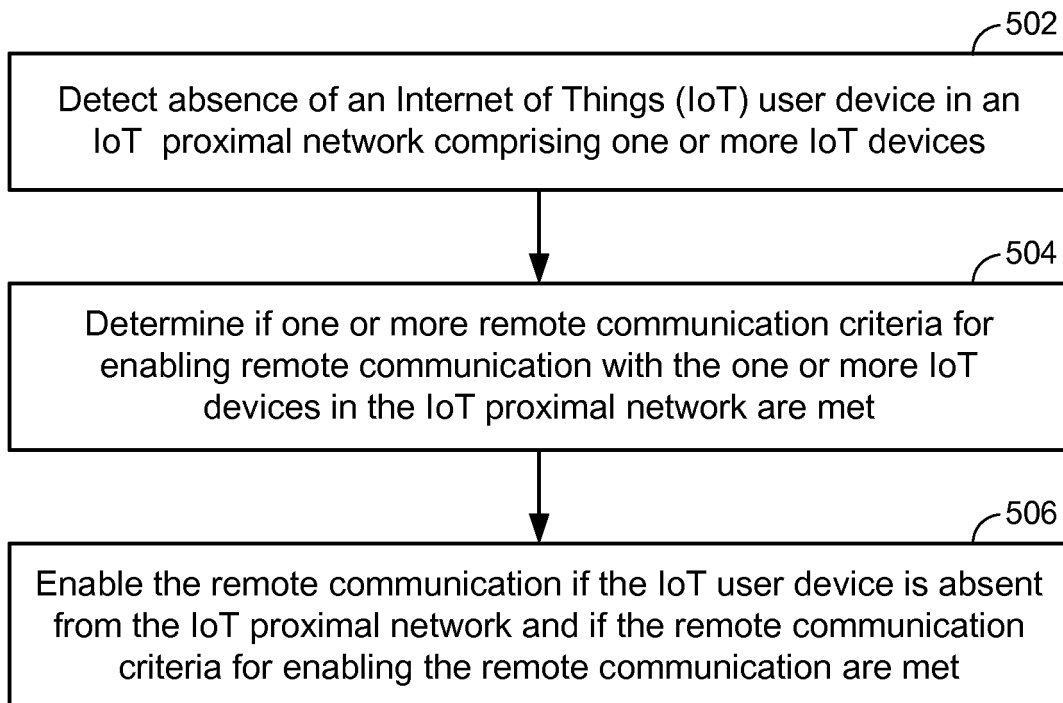 502
Detect absence of an Internet of Things (IoT) user device in an
IoT proximal network comprising one or more IoT devices
504
Determine if one or more remote communication criteria for
enabling remote communication with the one or more IoT
devices in the IoT proximal network are met
506
Enable the remote communication if the IoT user device is absent
from the IoT proximal network and if the remote communication
criteria for enabling the remote communication are met